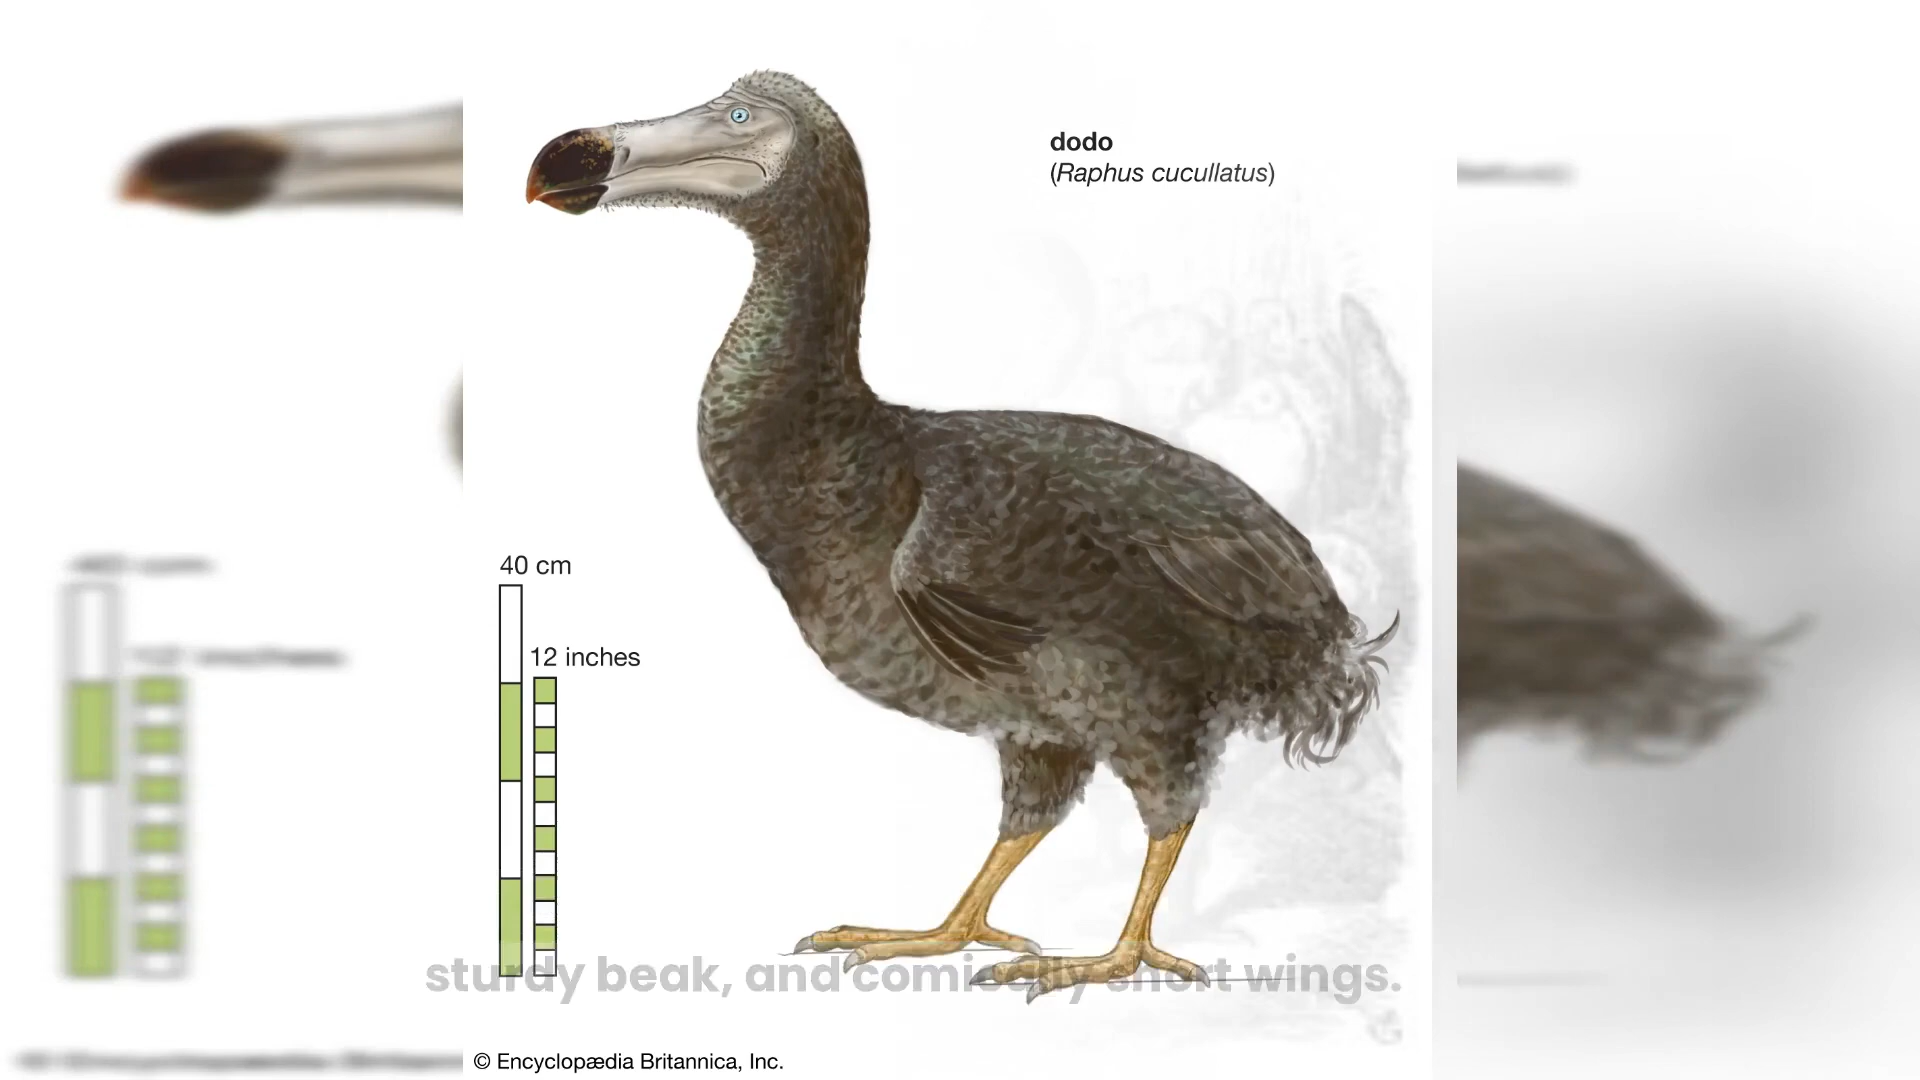 dodo
(Raphus cucullatus)
40 cm
12 inches
sturdy beak, and comically short wings.
© Encyclopædia Britannica, Inc.